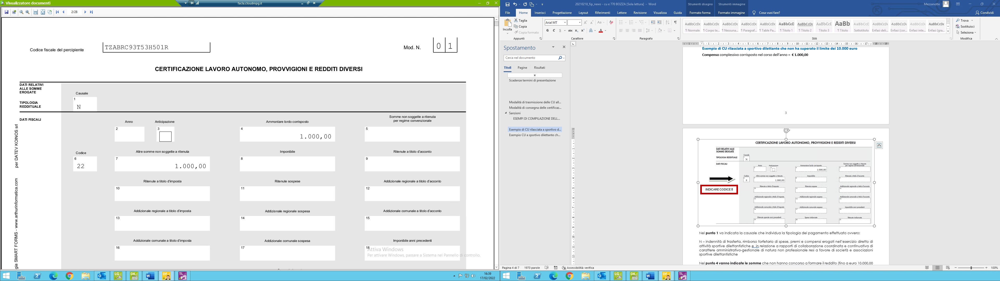 Visualizzatore documenti
facla.cloudmpg.it
2/28
Codice fiscale del percipiente
TZABRC93T53H501R
Mod. N.
0 1
CERTIFICAZIONE LAVORO AUTONOMO, PROVVIGIONI E REDDITI DIVERSI
DATI RELATIVI
ALLE SOMME
EROGATE
Causale
TIPOLOGIA
REDDITUALE
1
N
DATI FISCALI
Anno
Anticipazione
Ammontare lordo corrisposto
Somme non soggette a ritenuta
per regime convenzionale
2
3
4
1.000,00
5
Codice
Altre somme non soggette a ritenuta
Imponibile
Ritenute a titolo d'acconto
6
22
7
1.000,00
8
9
Ritenute a titolo d'imposta
Ritenute sospese
Addizionale regionale a titolo d'acconto
10
11
12
Addizionale regionale a titolo d'imposta
Addizionale regionale sospesa
Addizionale comunale a titolo d'acconto
13
14
15
Addizionale comunale a titolo d'imposta
Addizionale comunale sospesa
Imponibile anni precedenti
16
17
18
per DATEV KOINOS srl
gia SMART FORMS - www.arthurinformatica.com
Attiva Windows
Per attivare Windows, passare a Sistema nel Pannello di controllo.
16:39
17/02/2022
20210218_fip_news - cu e 770 BOZZA [Sola lettura] - Word
Strumenti disegno
Strumenti immagine
Mezzanotte
File
Home
Inserisci
Progettazione
Layout
Riferimenti
Lettere
Revisione
Visualizza
Guida
Formato forma
Formato immagine
Cosa vuoi fare?
Condividi
Incolla
Taglia
Copia
Copia formato
Appunti
Arial MT
G C S abc x₂ x²
Carattere
Paragrafo
AaBbCcDc
¶ Normale
¶ Corpo te...
¶ Nessuna...
¶ Paragraf...
¶ Table Pa...
¶ Titolo 1
¶ Titolo 2
Titolo 3
¶ Titolo
Sottotitolo
Enfasi deli...
Enfasi (cor...
Enfasi inte...
Enfasi (gra...
Stili
Trova
Sostituisci
Seleziona
Modifica
Spostamento
Cerca nel documento
Titoli
Pagine
Risultati
Scadenze termini di presentazione
Modalità di trasmissione delle CU all...
Modalità di consegna delle certificaz...
Sanzioni
ESEMPI DI COMPILAZIONE DELL...
Esempio di CU rilasciata a sportivo d...
Esempio CU a sportivo dilettante ch...
Esempio di CU rilasciata a sportivo dilettante che non ha superato il limite dei 10.000 euro
Compenso complessivo corrisposto nel corso dell'anno = € 1.000,00
3
CERTIFICAZIONE LAVORO AUTONOMO, PROVVIGIONI E REDDITI DIVERSI
DATI RELATIVI ALLE
SOMME EROGATE
Causale
TIPOLOGIA REDDITUALE
N
DATI FISCALI
Anno
Anticipazione
Ammontare lordo corrisposto
Somme non soggette a ritenuta
per regime convenzionale
1.000,00
Codice
Altre somme non soggette a ritenuta
Imponibile
Ritenute a titolo d'acconto
8
1.000,00
INDICARE CODICE 8
Ritenute a titolo d'imposta
Ritenute sospese
Addizionale regionale a titolo d'acconto
Addizionale regionale a titolo d'imposta
Addizionale regionale sospesa
Addizionale comunale a titolo d'acconto
Addizionale comunale a titolo d'imposta
Addizionale comunale sospesa
Imponibile anni precedenti
Ritenute operate anni precedenti
Spese rimborsate
Ritenute rimborsate
Nel punto 1 va indicata la causale che individua la tipologia del pagamento effettuato ovvero:
N – indennità di trasferta, rimborso forfetario di spese, premi e compensi erogati nell'esercizio diretto di
attività sportive dilettantistiche e in relazione a rapporti di collaborazione coordinata e continuativa di
carattere amministrativo-gestionale di natura non professionale resi a favore di società e associazioni
sportive dilettantistiche
Nel punto 4 vanno indicate le somme che non hanno concorso a formare il reddito (fino a euro 10.000,00
Pagina 4 di 7
1970 parole
Accessibilità: verifica
100%